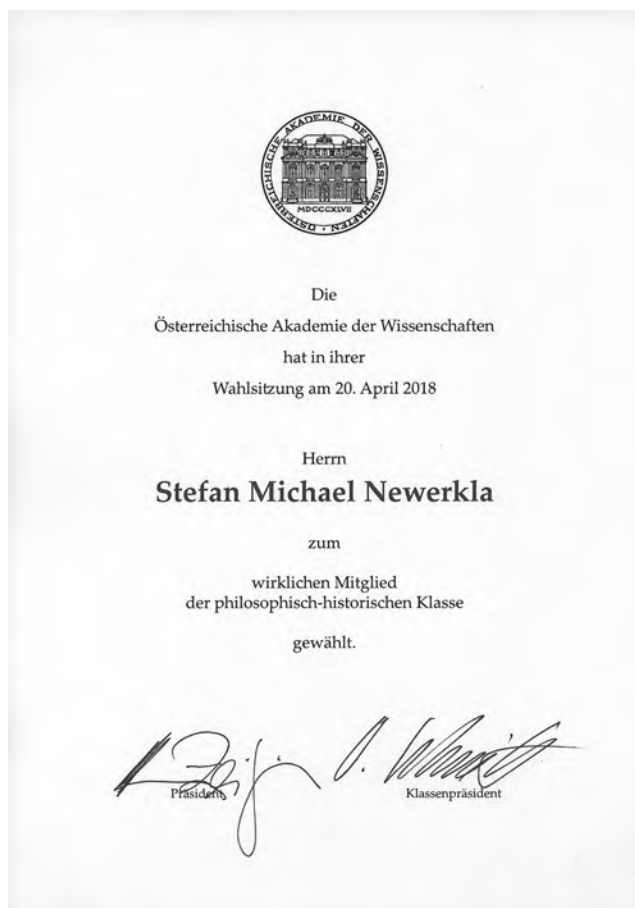 ÖSTERREICHISCHE AKADEMIE DER WISSENSCHAFTEN
MDCCCXLVII
Die
Österreichische Akademie der Wissenschaften
hat in ihrer
Wahlsitzung am 20. April 2018
Herrn
Stefan Michael Newerkla
zum
wirklichen Mitglied
der philosophisch-historischen Klasse
gewählt.
Präsident
Klassenpräsident